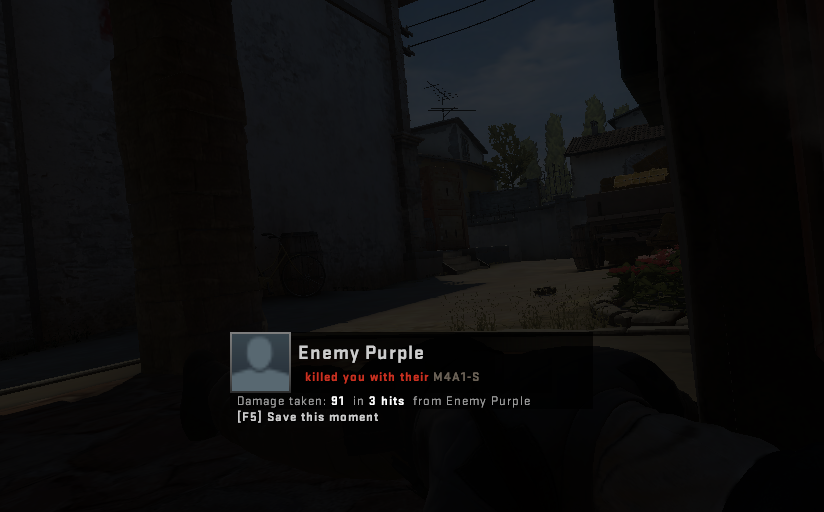 Enemy Purple
killed you with their M4A1-S
Damage taken: 91 in 3 hits from Enemy Purple
[F5] Save this moment